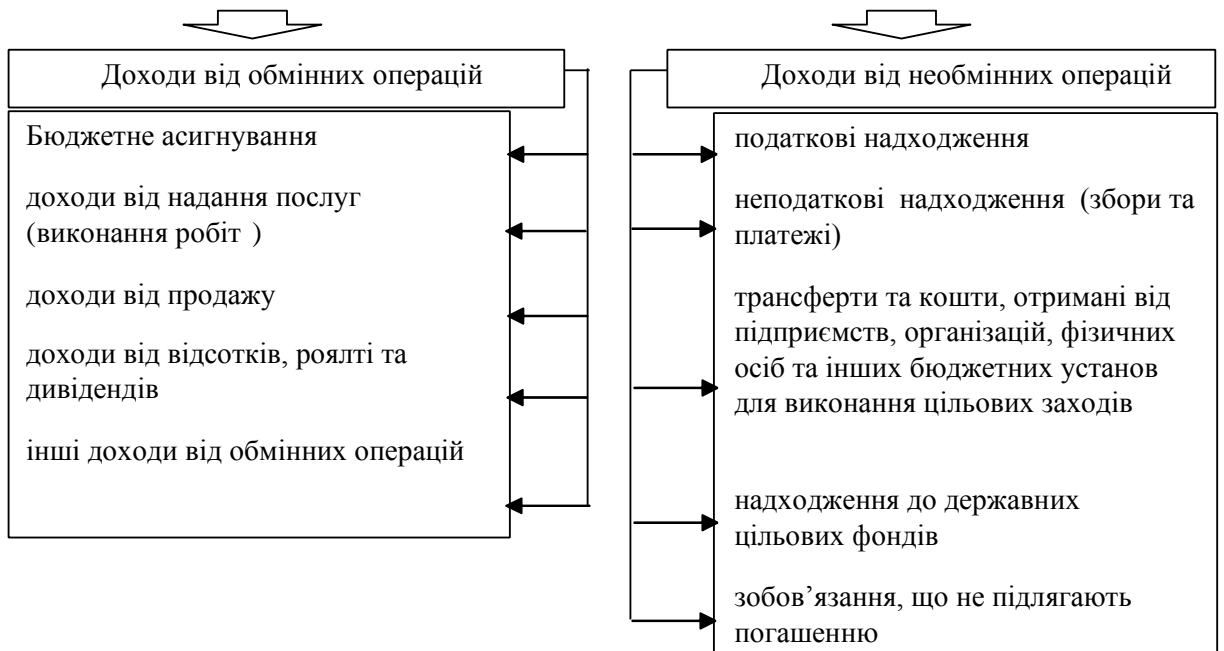 Доходи від обмінних операцій
Бюджетне асигнування
доходи від надання послуг
(виконання робіт )
доходи від продажу
доходи від відсотків, роялті та
дивідендів
інші доходи від обмінних операцій
Доходи від необмінних операцій
податкові надходження
неподаткові надходження (збори та
платежі)
трансферти та кошти, отримані від
підприємств, організацій, фізичних
осіб та інших бюджетних установ
для виконання цільових заходів
надходження до державних
цільових фондів
зобов’язання, що не підлягають
погашенню